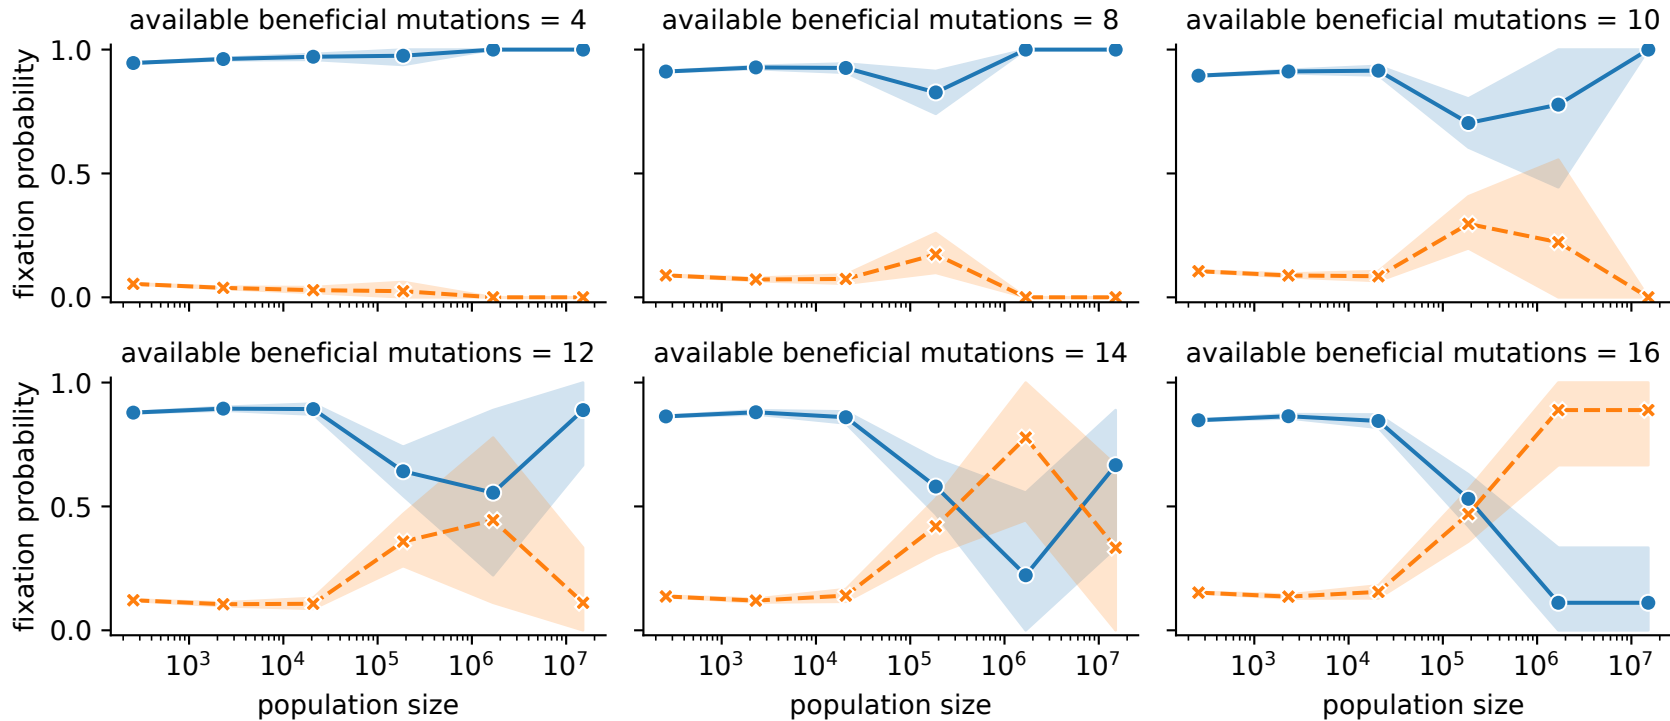 available beneficial mutations = 4
available beneficial mutations = 8
available beneficial mutations = 10
fixation probability
1.0
0.5
0.0
available beneficial mutations = 12
available beneficial mutations = 14
available beneficial mutations = 16
fixation probability
1.0
0.5
0.0
10³ 10⁴ 10⁵ 10⁶ 10⁷
10³ 10⁴ 10⁵ 10⁶ 10⁷
10³ 10⁴ 10⁵ 10⁶ 10⁷
population size
population size
population size